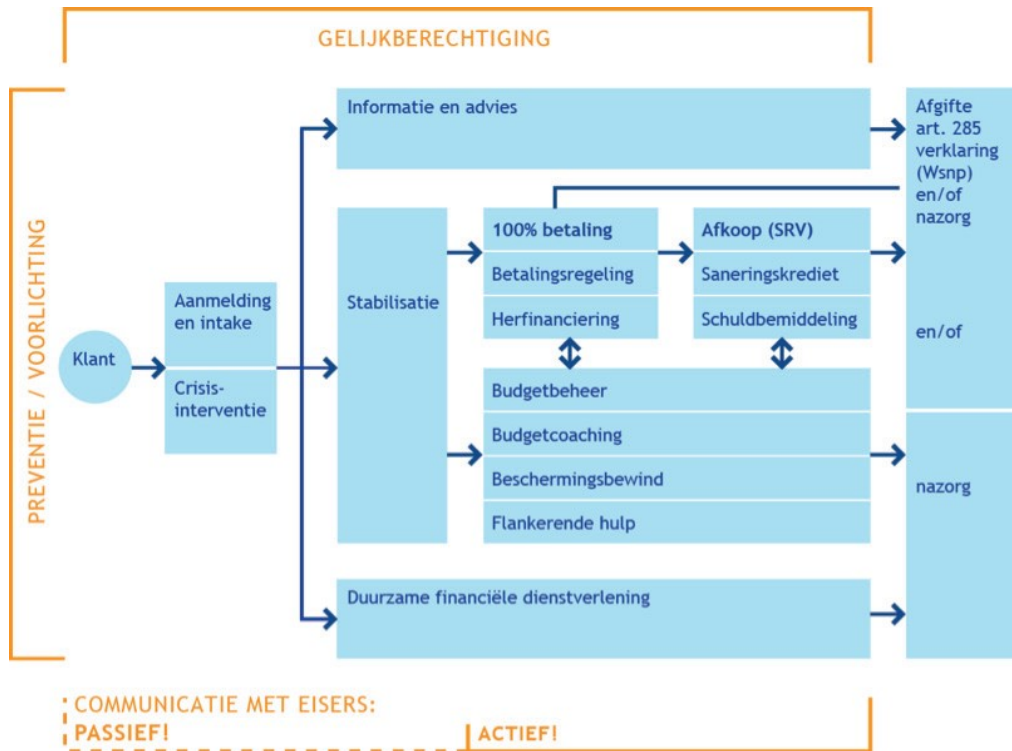 GELIJKBERECHTIGING
PREVENTIE / VOORLICHTING
Klant
Aanmelding
en intake
Crisis-
interventie
Informatie en advies
Stabilisatie
100% betaling
Betalingsregeling
Herfinanciering
Afkoop (SRV)
Saneringskrediet
Schuldbemiddeling
Budgetbeheer
Budgetcoaching
Beschermingsbewind
Flankerende hulp
Duurzame financiële dienstverlening
Afgifte
art. 285
verklaring
(Wsnp)
en/of
nazorg
en/of
nazorg
COMMUNICATIE MET EISERS:
PASSIEF!
ACTIEF!